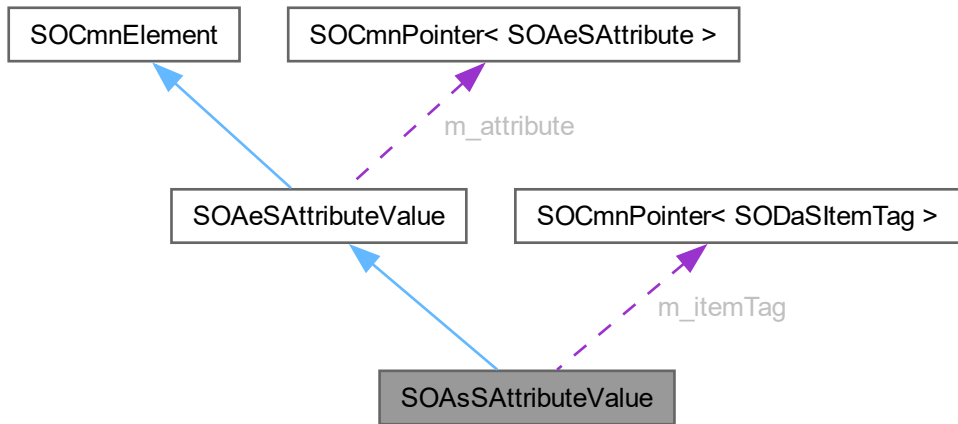 SOCmnElement
SOCmnPointer< SOAeSAttribute >
m_attribute
SOAeSAttributeValue
SOCmnPointer< SODaSItemTag >
m_itemTag
SOAsSAttributeValue